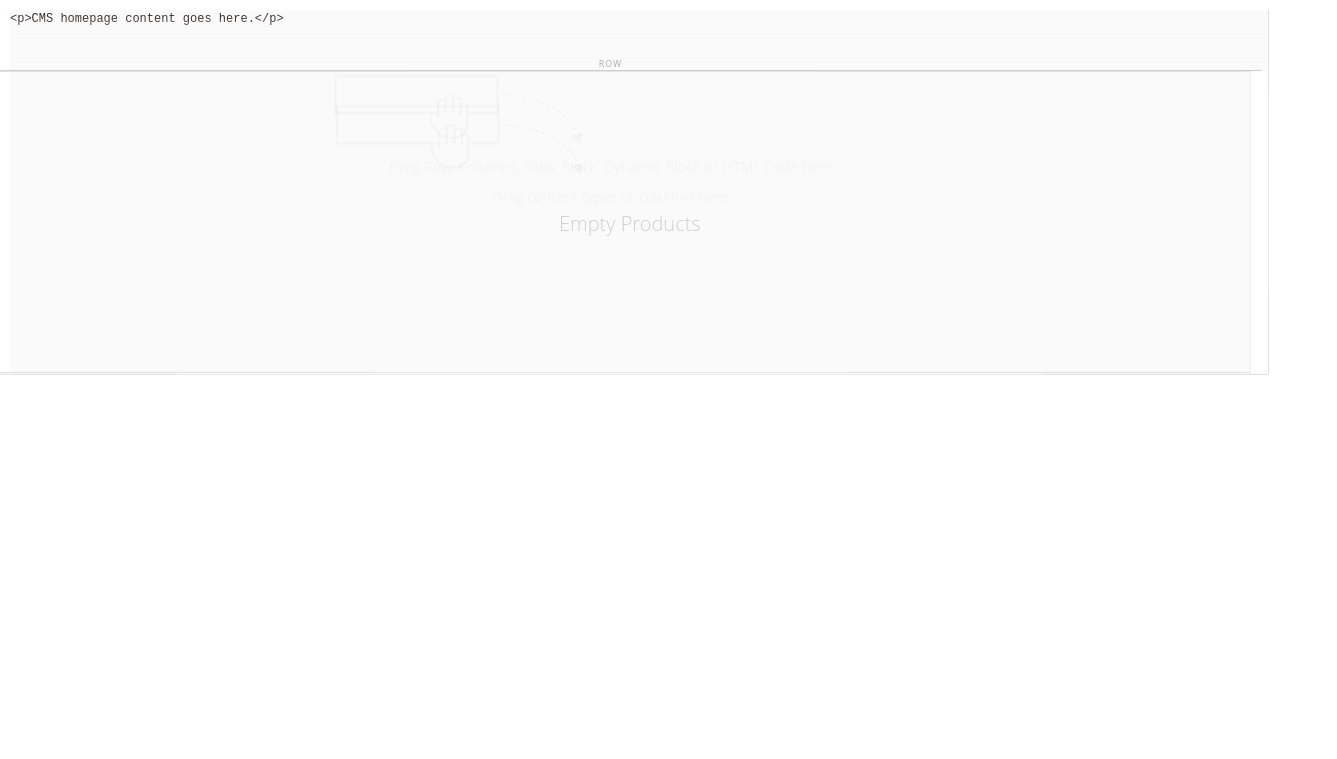 <p>CMS homepage content goes here.</p>
ROW
Drag Row, Columns, Tabs, Block, Dynamic Block or HTML Code here
Drag content types or columns here
Empty Products